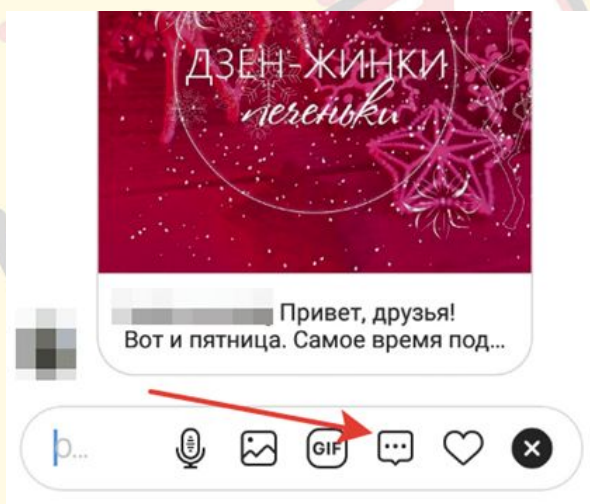 ДЗЕН-ЖИНКИ
печеньки
Привет, друзья!
Вот и пятница. Самое время под...
GIF